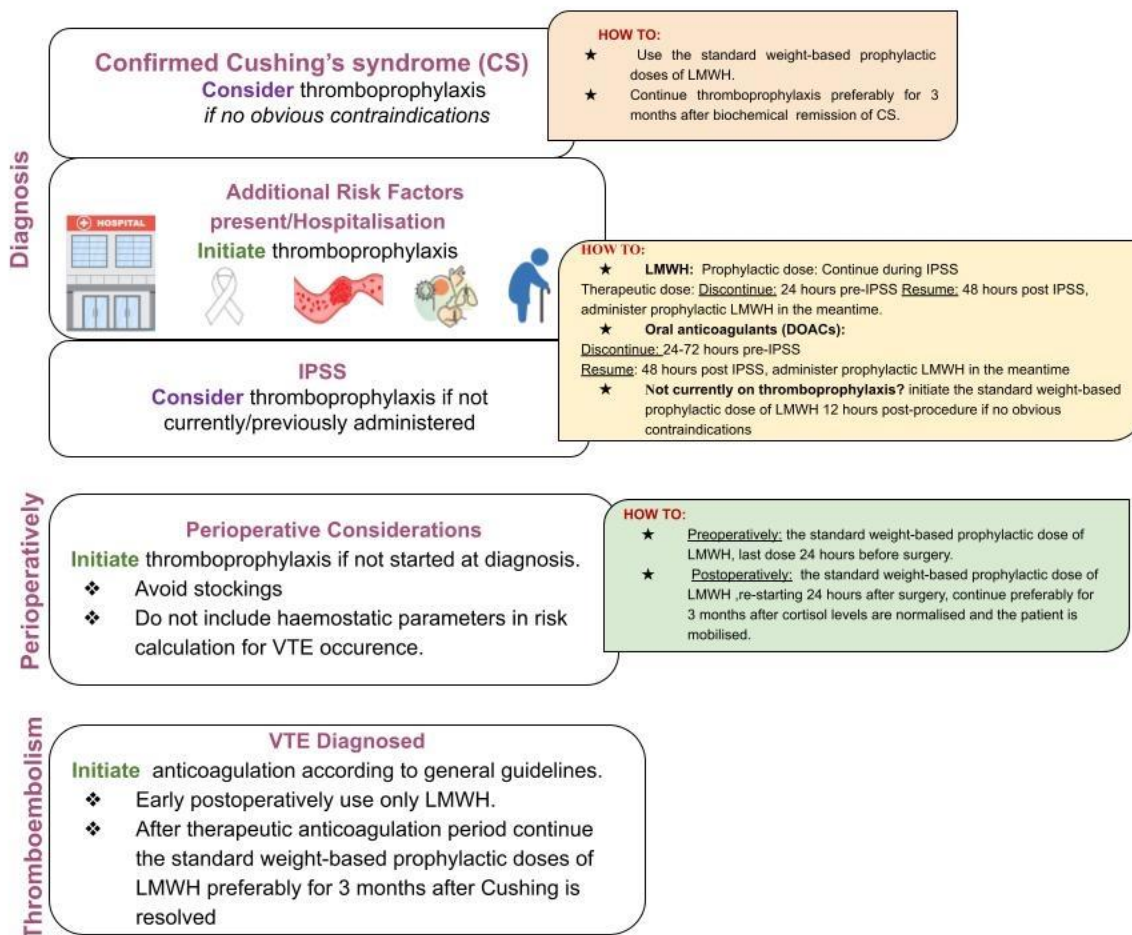 Diagnosis
Confirmed Cushing's syndrome (CS)
Consider thromboprophylaxis
if no obvious contraindications
HOW TO:
★ Use the standard weight-based prophylactic
doses of LMWH.
★ Continue thromboprophylaxis preferably for 3
months after biochemical remission of CS.
Additional Risk Factors
present/Hospitalisation
Initiate thromboprophylaxis
HOSPITAL
IPSS
Consider thromboprophylaxis if not
currently/previously administered
HOW TO:
★ LMWH: Prophylactic dose: Continue during IPSS
Therapeutic dose: Discontinue: 24 hours pre-IPSS Resume: 48 hours post IPSS,
administer prophylactic LMWH in the meantime.
★ Oral anticoagulants (DOACs):
Discontinue: 24-72 hours pre-IPSS
Resume: 48 hours post IPSS, administer prophylactic LMWH in the meantime
★ Not currently on thromboprophylaxis? initiate the standard weight-based
prophylactic dose of LMWH 12 hours post-procedure if no obvious
contraindications
Perioperatively
Perioperative Considerations
Initiate thromboprophylaxis if not started at diagnosis.
❖ Avoid stockings
❖ Do not include haemostatic parameters in risk
calculation for VTE occurence.
HOW TO:
★ Preoperatively: the standard weight-based prophylactic dose of
LMWH, last dose 24 hours before surgery.
★ Postoperatively: the standard weight-based prophylactic dose of
LMWH ,re-starting 24 hours after surgery, continue preferably for
3 months after cortisol levels are normalised and the patient is
mobilised.
Thromboembolism
VTE Diagnosed
Initiate anticoagulation according to general guidelines.
❖ Early postoperatively use only LMWH.
❖ After therapeutic anticoagulation period continue
the standard weight-based prophylactic doses of
LMWH preferably for 3 months after Cushing is
resolved